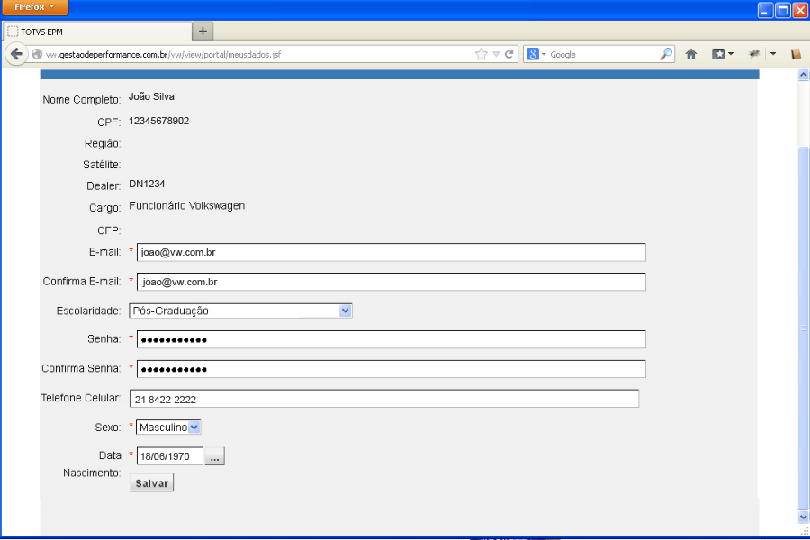 Firefox
TOTVS EPM
vw.gestaodeperformance.com.br/vw/view/portal/meusdados.jsf
Google
Nome Completo: João Silva
CPF: 12345678902
Região:
Satélite:
Dealer: DN1234
Cargo: Funcionário Volkswagen
CEP:
E-mail: * joao@vw.com.br
Confirma E-mail: * joao@vw.com.br
Escolaridade: Pós-Graduação
Senha: * •••••••••••
Confirma Senha: * •••••••••••
Telefone Celular: 21 8422 2222
Sexo: * Masculino
Data * 18/06/1970 ...
Nascimento:
Salvar